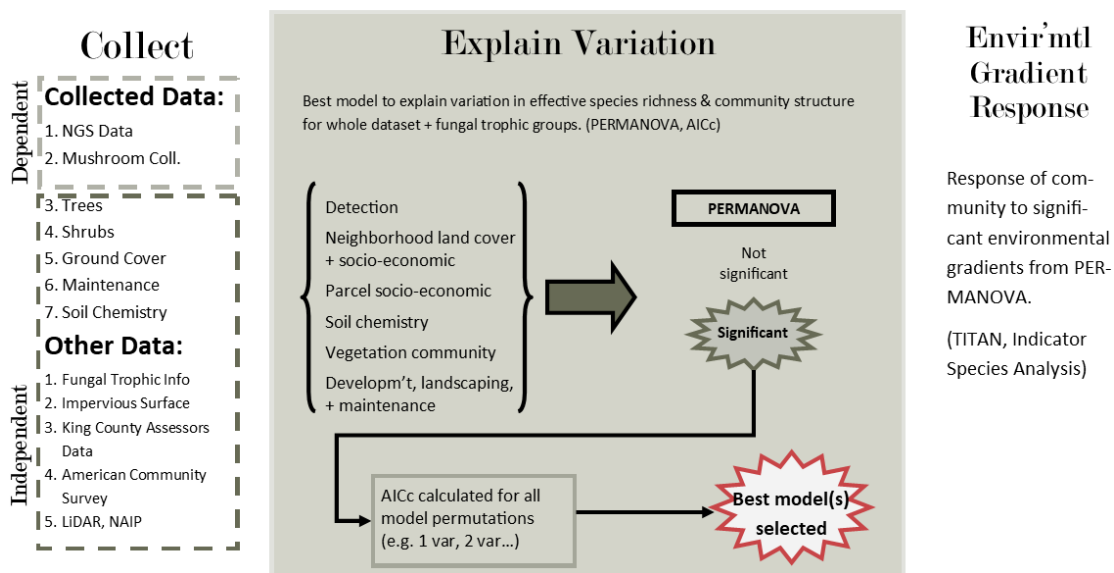 Collect
Dependent
Collected Data:
1. NGS Data
2. Mushroom Coll.
Independent
3. Trees
4. Shrubs
5. Ground Cover
6. Maintenance
7. Soil Chemistry
Other Data:
1. Fungal Trophic Info
2. Impervious Surface
3. King County Assessors
Data
4. American Community
Survey
5. LiDAR, NAIP
Explain Variation
Best model to explain variation in effective species richness & community structure
for whole dataset + fungal trophic groups. (PERMANOVA, AICc)
Detection
Neighborhood land cover
+ socio-economic
Parcel socio-economic
Soil chemistry
Vegetation community
Developm't, landscaping,
+ maintenance
PERMANOVA
Not
significant
Significant
AICc calculated for all
model permutations
(e.g. 1 var, 2 var...)
Best model(s)
selected
Envir'mtl
Gradient
Response
Response of com-
munity to signifi-
cant environmental
gradients from PER-
MANOVA.
(TITAN, Indicator
Species Analysis)